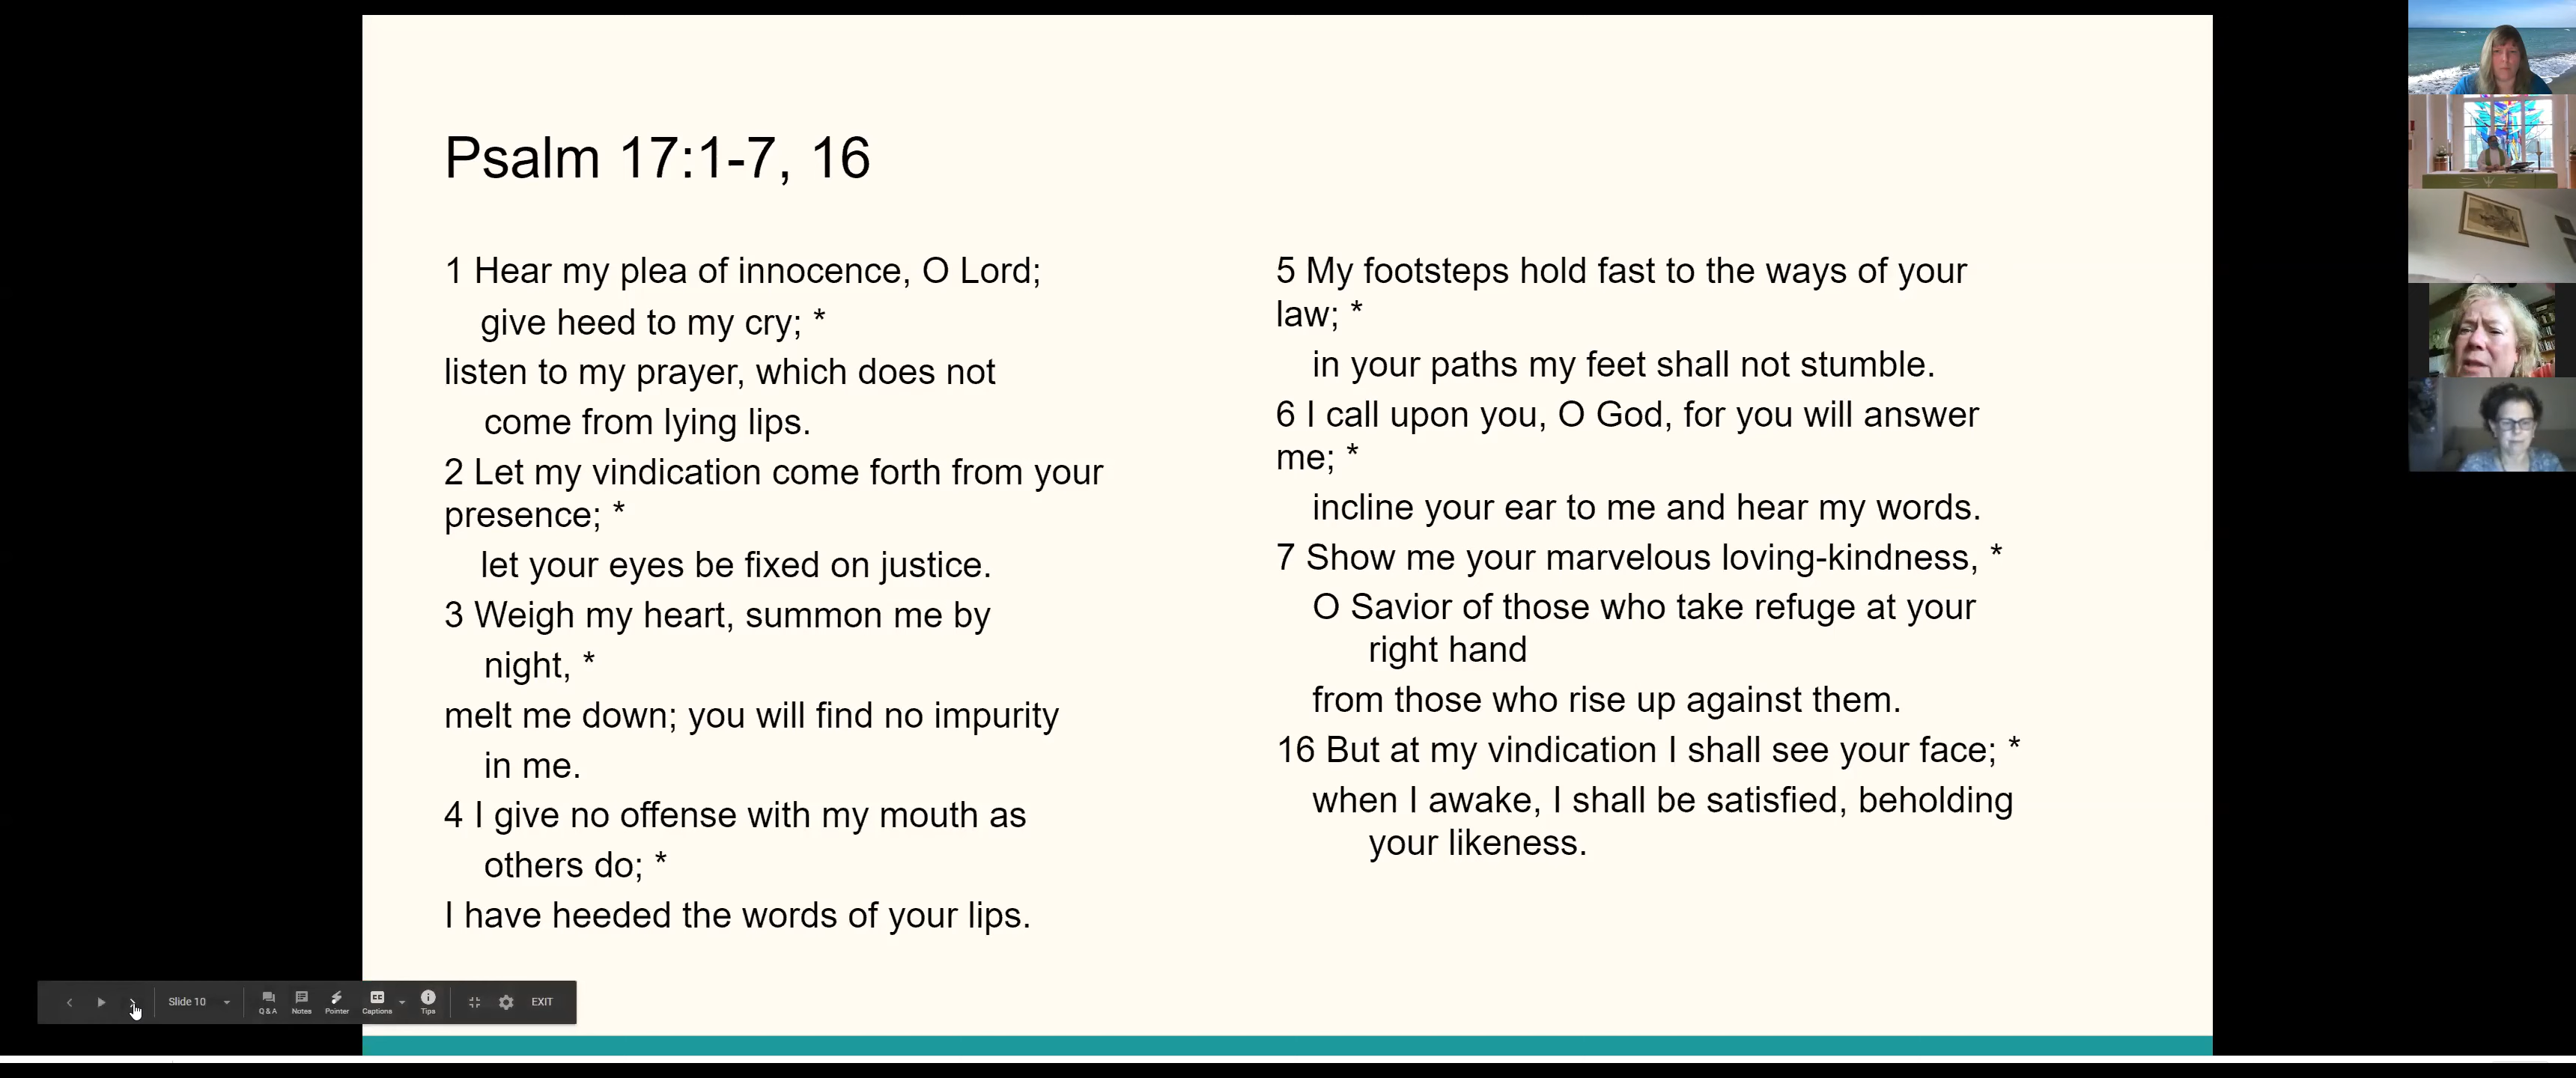 Psalm 17:1-7, 16
1 Hear my plea of innocence, O Lord;
give heed to my cry; *
listen to my prayer, which does not
come from lying lips.
2 Let my vindication come forth from your
presence; *
let your eyes be fixed on justice.
3 Weigh my heart, summon me by
night, *
melt me down; you will find no impurity
in me.
4 I give no offense with my mouth as
others do; *
I have heeded the words of your lips.
5 My footsteps hold fast to the ways of your
law; *
in your paths my feet shall not stumble.
6 I call upon you, O God, for you will answer
me; *
incline your ear to me and hear my words.
7 Show me your marvelous loving-kindness, *
O Savior of those who take refuge at your
right hand
from those who rise up against them.
16 But at my vindication I shall see your face; *
when I awake, I shall be satisfied, beholding
your likeness.
Slide 10
Q & A
Notes
Pointer
CC
Captions
Tips
EXIT